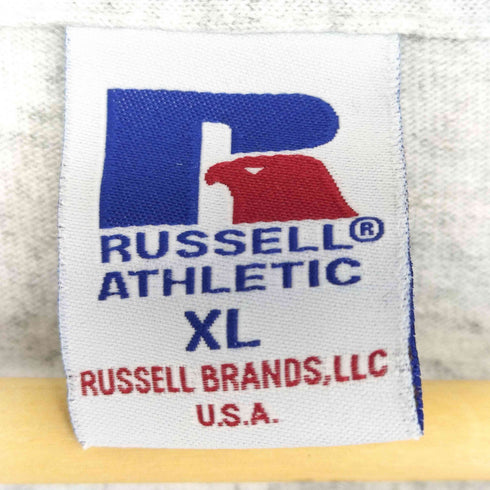 RUSSELL®
ATHLETIC
XL
RUSSELL BRANDS, LLC
U.S.A.